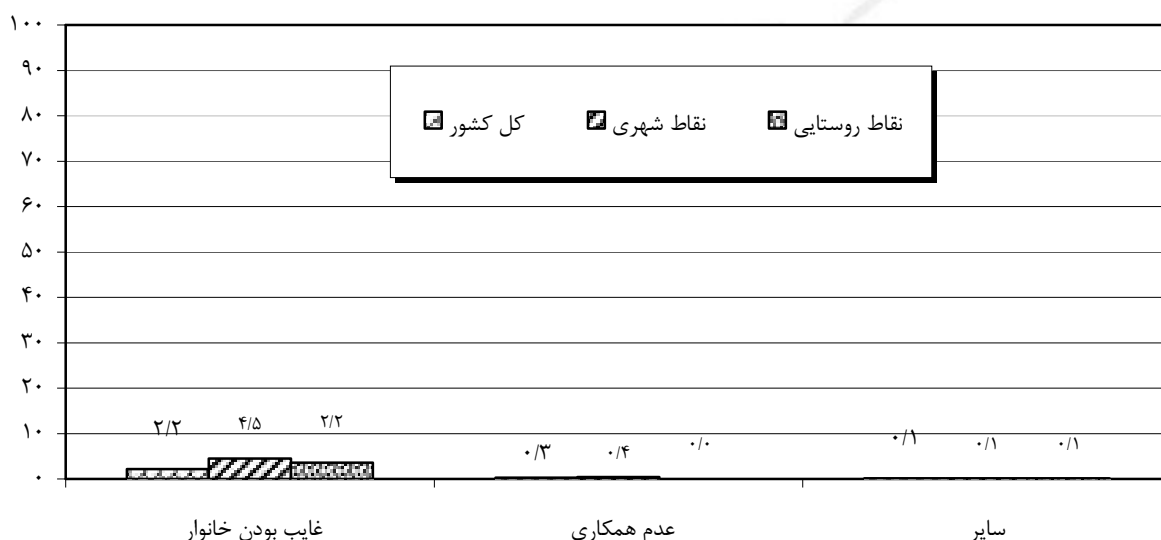 ۱۰۰
۹۰
۸۰
۷۰
۶۰
۵۰
۴۰
۳۰
۲۰
۱۰
۰
کل کشور نقاط شهری نقاط روستایی
۲/۲ ۴/۵ ۲/۲
۰/۳ ۰/۴ ۰/۰
۰/۱ ۰/۱ ۰/۱
غایب بودن خانوار عدم همکاری سایر